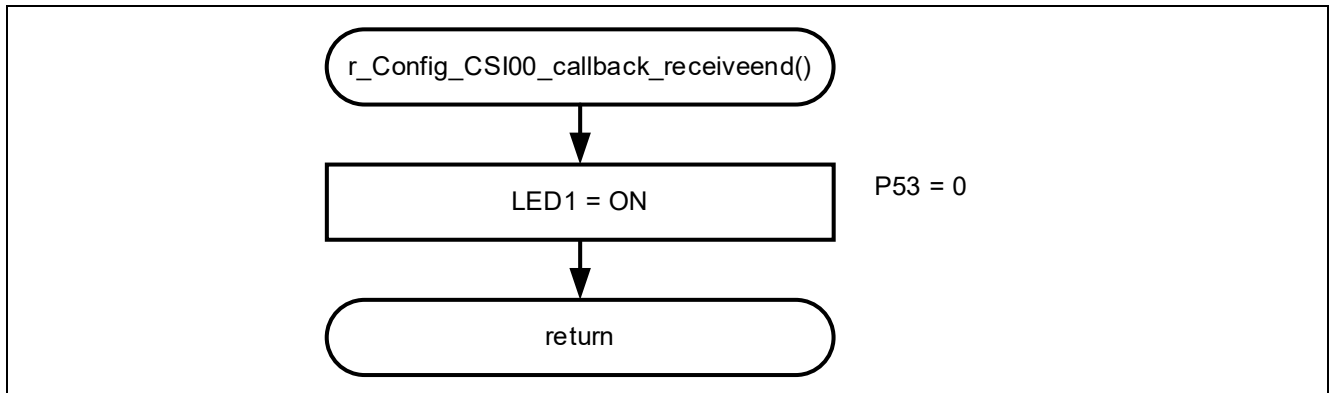 r_Config_CSI00_callback_receiveend()
LED1 = ON
P53 = 0
return